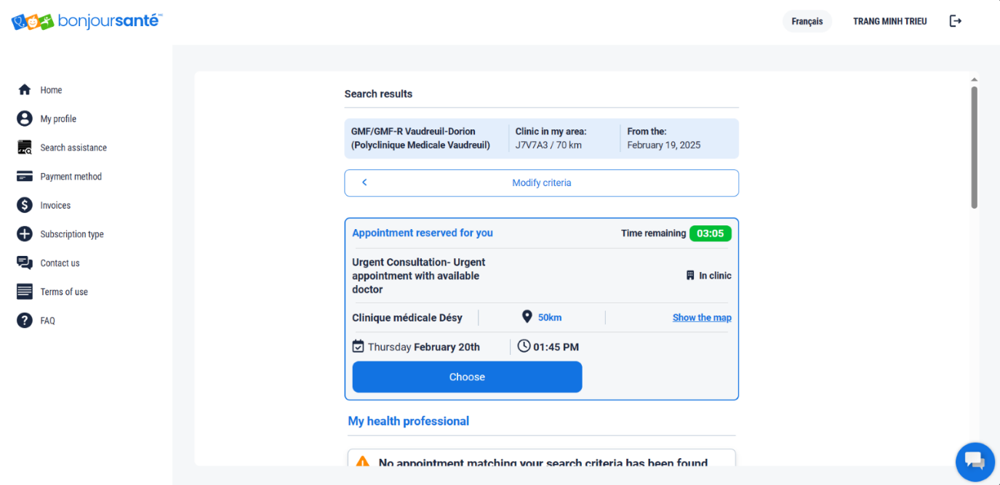 bonjoursanté MC
Français
TRANG MINH TRIEU
Home
My profile
Search assistance
Payment method
Invoices
Subscription type
Contact us
Terms of use
FAQ
Search results
GMF/GMF-R Vaudreuil-Dorion
(Polyclinique Medicale Vaudreuil)
Clinic in my area:
J7V7A3 / 70 km
From the:
February 19, 2025
Modify criteria
Appointment reserved for you
Time remaining 03:05
Urgent Consultation- Urgent
appointment with available
doctor
In clinic
Clinique médicale Désy
50km
Show the map
Thursday February 20th
01:45 PM
Choose
My health professional
No appointment matching your search criteria has been found